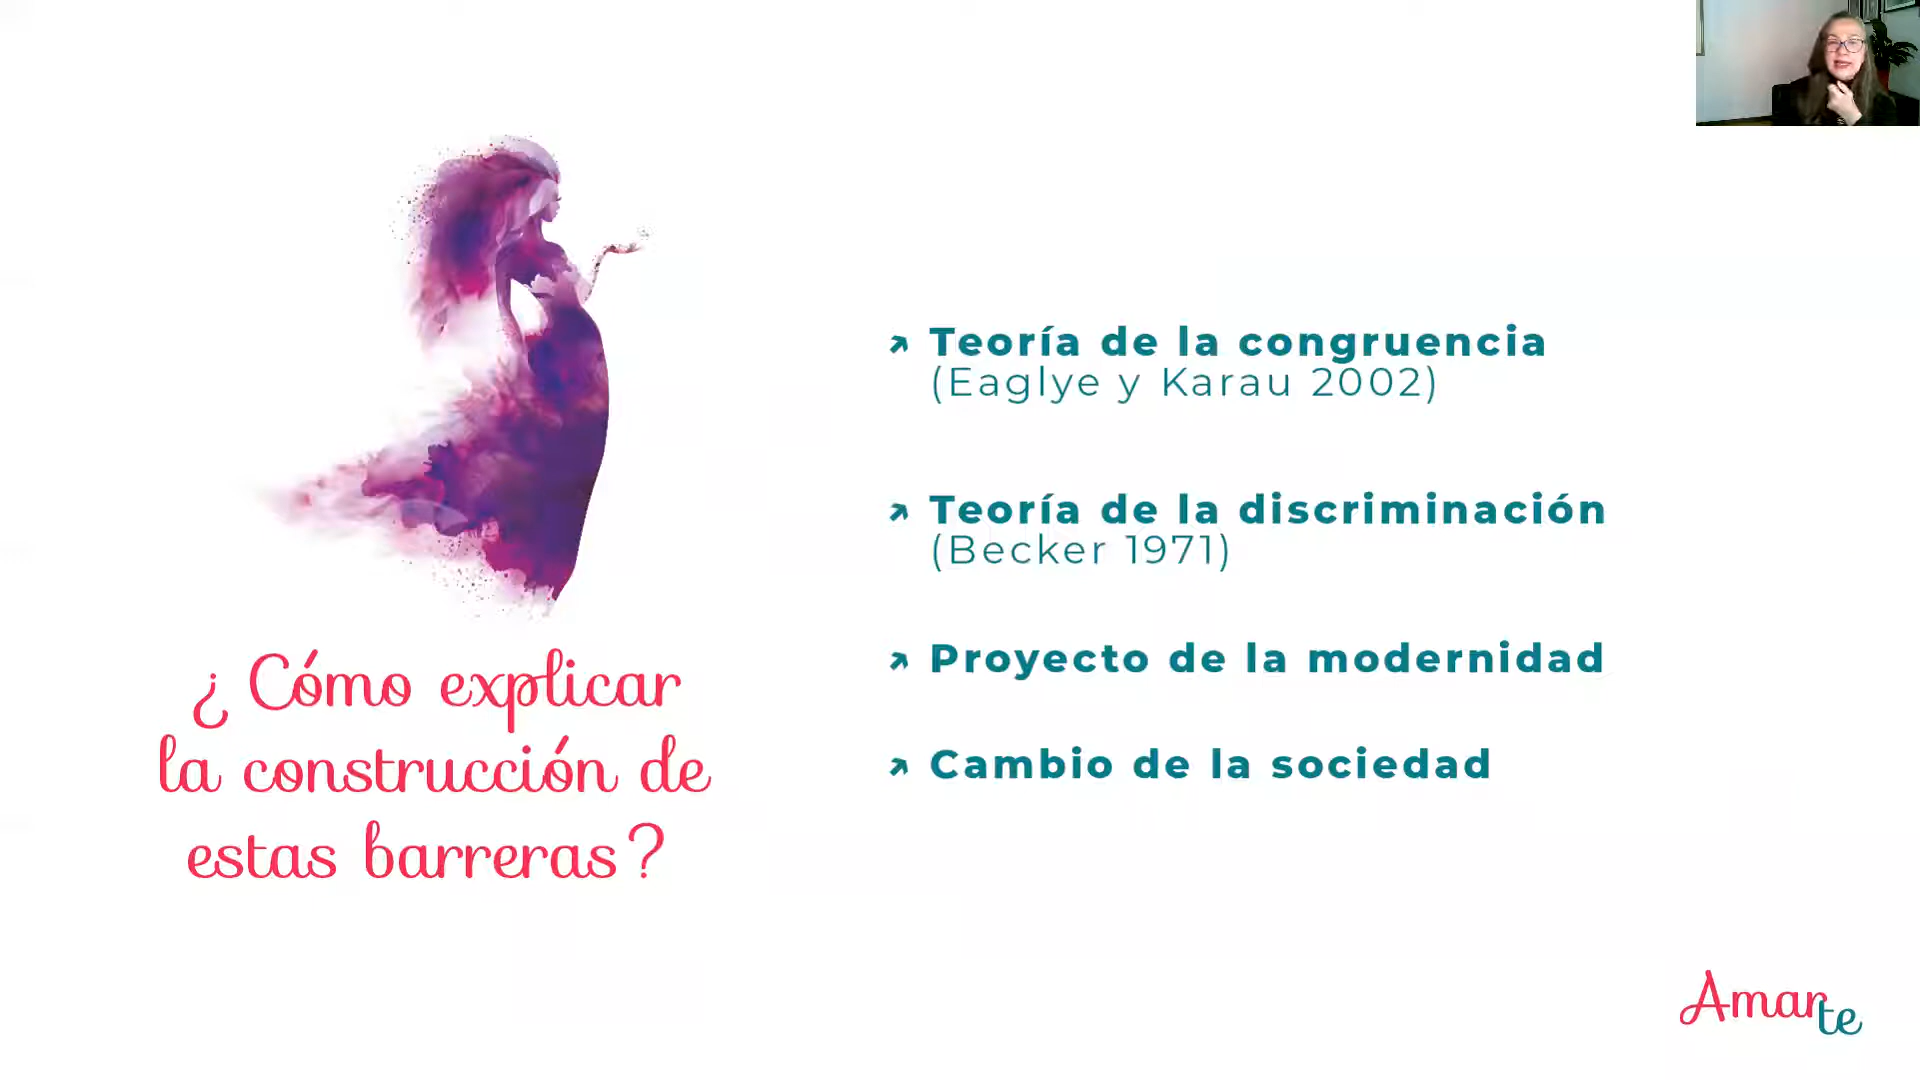 ¿Cómo explicar
la construcción de
estas barreras?
Teoría de la congruencia
(Eaglye y Karau 2002)
Teoría de la discriminación
(Becker 1971)
Proyecto de la modernidad
Cambio de la sociedad
Amarte